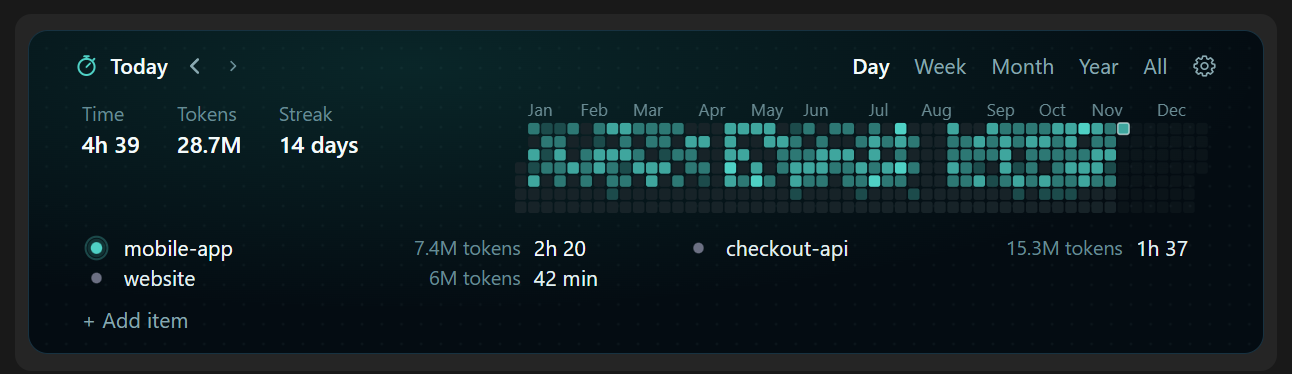 Today
Day Week Month Year All
Time Tokens Streak
4h 39 28.7M 14 days
Jan Feb Mar Apr May Jun Jul Aug Sep Oct Nov Dec
mobile-app 7.4M tokens 2h 20
checkout-api 15.3M tokens 1h 37
website 6M tokens 42 min
+ Add item